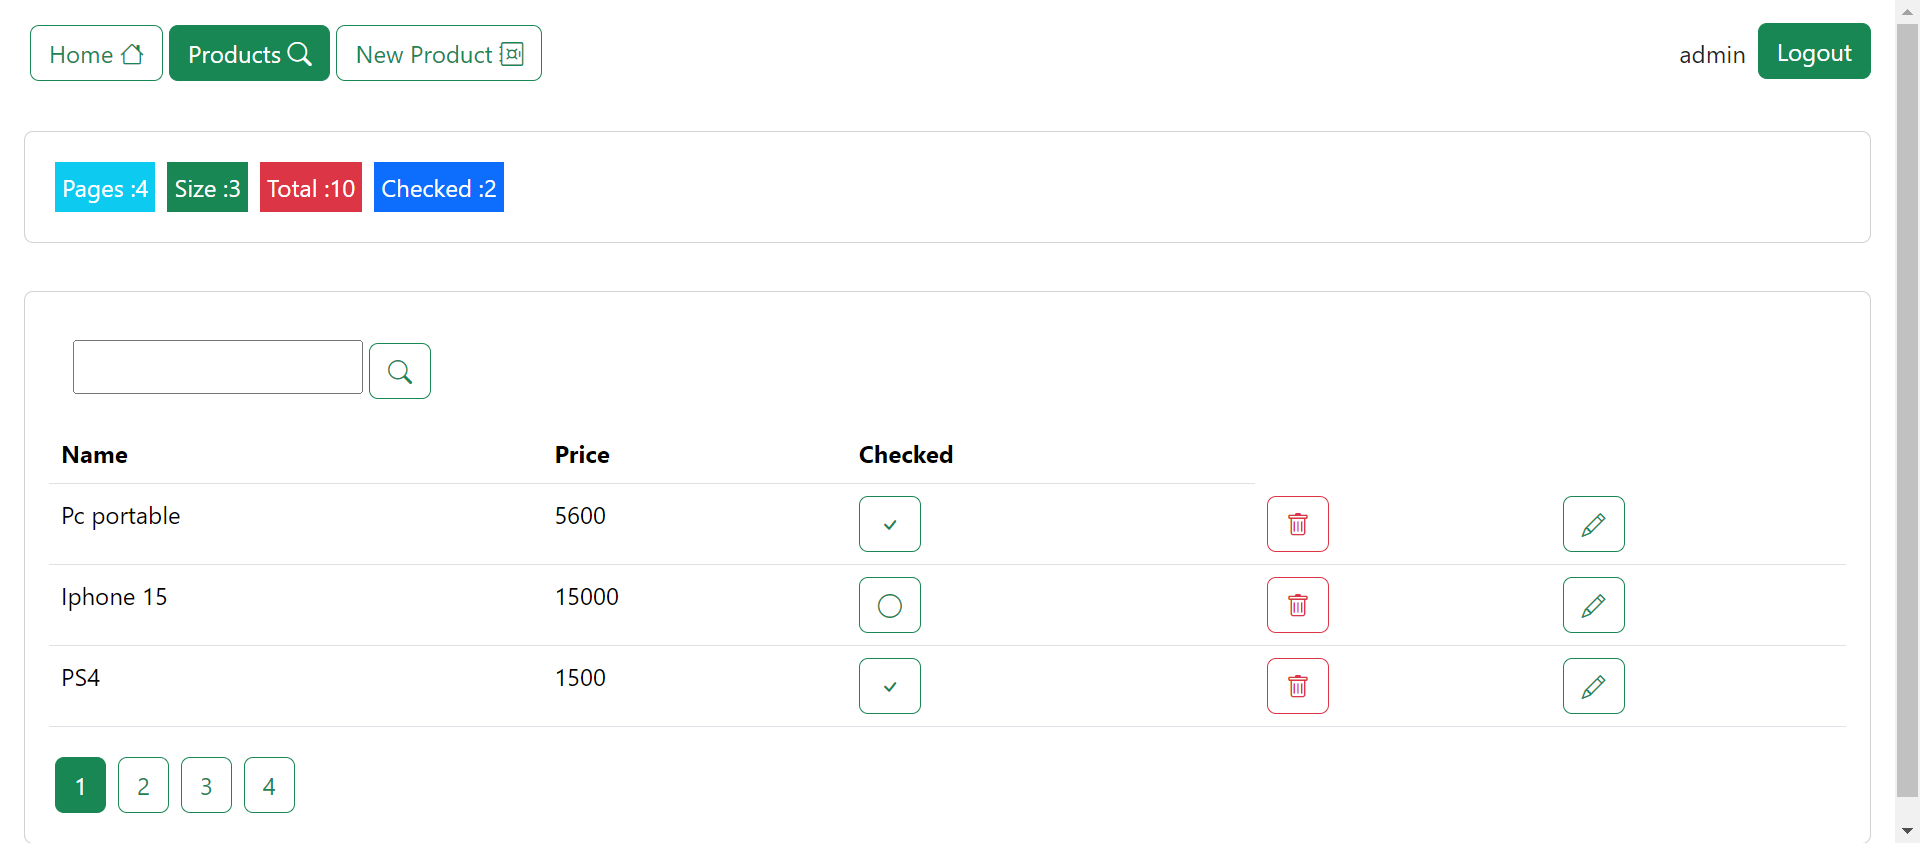 Home Products New Product admin Logout
Pages :4 Size :3 Total :10 Checked :2
Name Price Checked
Pc portable 5600
Iphone 15 15000
PS4 1500
1 2 3 4